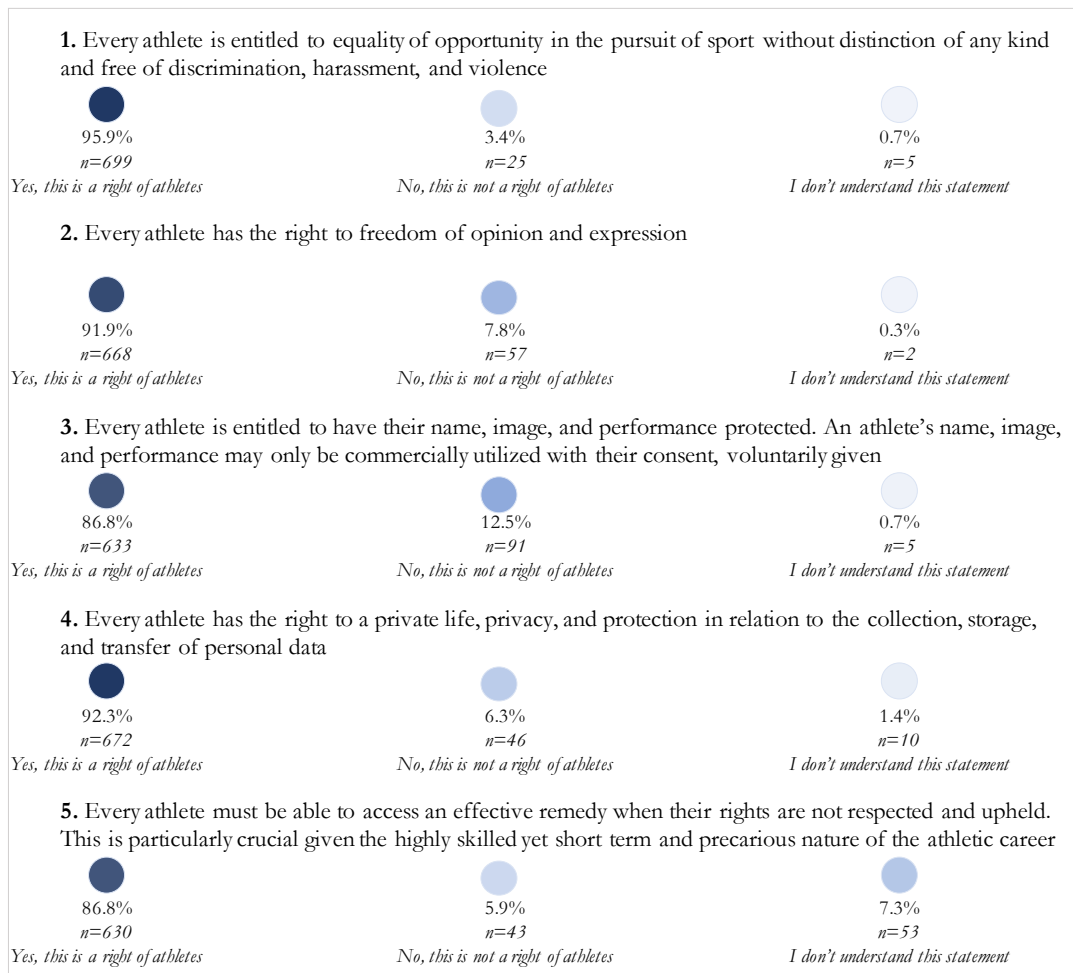 1. Every athlete is entitled to equality of opportunity in the pursuit of sport without distinction of any kind
and free of discrimination, harassment, and violence
95.9% 3.4% 0.7%
n=699 n=25 n=5
Yes, this is a right of athletes No, this is not a right of athletes I don't understand this statement
2. Every athlete has the right to freedom of opinion and expression
91.9% 7.8% 0.3%
n=668 n=57 n=2
Yes, this is a right of athletes No, this is not a right of athletes I don't understand this statement
3. Every athlete is entitled to have their name, image, and performance protected. An athlete's name, image,
and performance may only be commercially utilized with their consent, voluntarily given
86.8% 12.5% 0.7%
n=633 n=91 n=5
Yes, this is a right of athletes No, this is not a right of athletes I don't understand this statement
4. Every athlete has the right to a private life, privacy, and protection in relation to the collection, storage,
and transfer of personal data
92.3% 6.3% 1.4%
n=672 n=46 n=10
Yes, this is a right of athletes No, this is not a right of athletes I don't understand this statement
5. Every athlete must be able to access an effective remedy when their rights are not respected and upheld.
This is particularly crucial given the highly skilled yet short term and precarious nature of the athletic career
86.8% 5.9% 7.3%
n=630 n=43 n=53
Yes, this is a right of athletes No, this is not a right of athletes I don't understand this statement